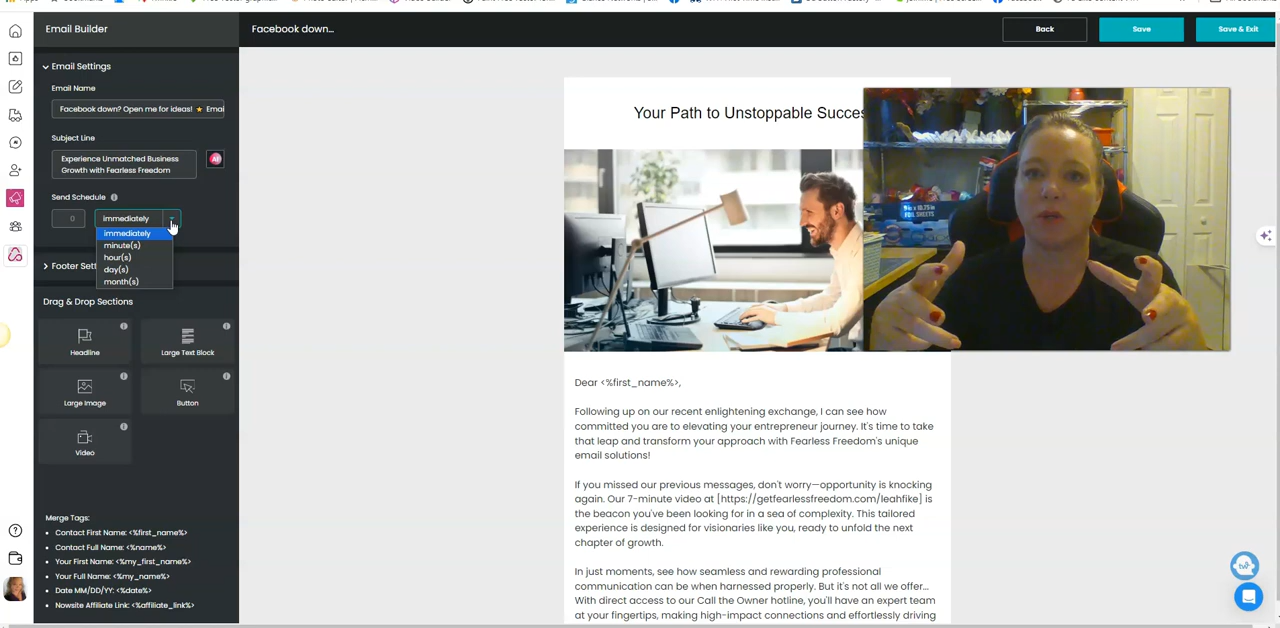 Email Builder
Facebook down...
Back
Save
Save & Exit
Email Settings
Email Name
Facebook down? Open me for ideas! ⭐ Emai
Subject Line
Experience Unmatched Business
Growth with Fearless Freedom
AI
Send Schedule
0
immediately
immediately
minute(s)
hour(s)
day(s)
month(s)
Footer Set
Drag & Drop Sections
Headline
Large Text Block
Large Image
Button
Video
Merge Tags:
Contact First Name: <%first_name%>
Contact Full Name: <%name%>
Your First Name: <%my_first_name%>
Your Full Name: <%my_name%>
Date MM/DD/YY: <%date%>
Nowsite Affiliate Link: <%affiliate_link%>
Your Path to Unstoppable Succes
10.75 in
FOIL SHEETS
Dear <%first_name%>,
Following up on our recent enlightening exchange, I can see how
committed you are to elevating your entrepreneur journey. It's time to take
that leap and transform your approach with Fearless Freedom's unique
email solutions!
If you missed our previous messages, don't worry—opportunity is knocking
again. Our 7-minute video at [https://getfearlessfreedom.com/leahfike] is
the beacon you've been looking for in a sea of complexity. This tailored
experience is designed for visionaries like you, ready to unfold the next
chapter of growth.
In just moments, see how seamless and rewarding professional
communication can be when harnessed properly. But it's not all we offer...
With direct access to our Call the Owner hotline, you'll have an expert team
at your fingertips, making high-impact connections and effortlessly driving